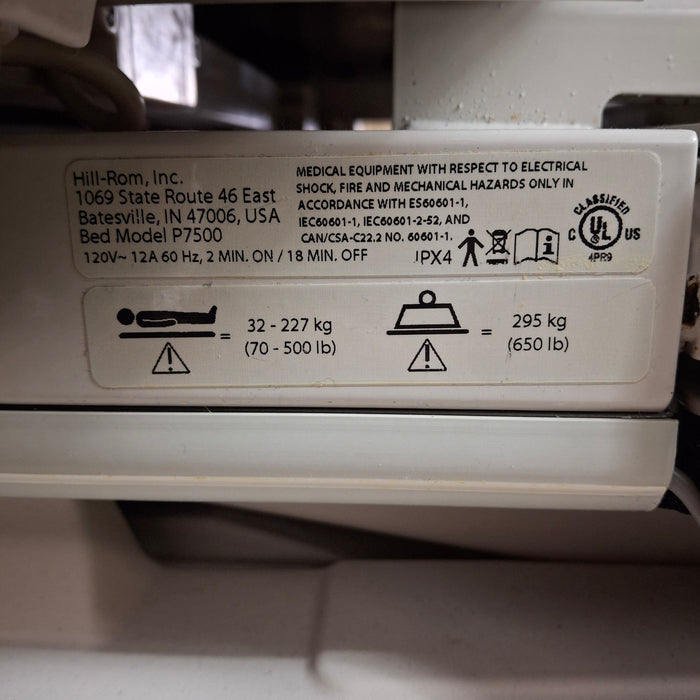 Hill-Rom, Inc.
1069 State Route 46 East
Batesville, IN 47006, USA
Bed Model P7500
120V~ 12A 60 Hz, 2 MIN. ON / 18 MIN. OFF
MEDICAL EQUIPMENT WITH RESPECT TO ELECTRICAL
SHOCK, FIRE AND MECHANICAL HAZARDS ONLY IN
ACCORDANCE WITH ES60601-1,
IEC60601-1, IEC60601-2-52, AND
CAN/CSA-C22.2 NO. 60601-1.
IPX4
CLASSIFIED
C UL US
4PR9
= 32 - 227 kg
(70 - 500 lb)
= 295 kg
(650 lb)